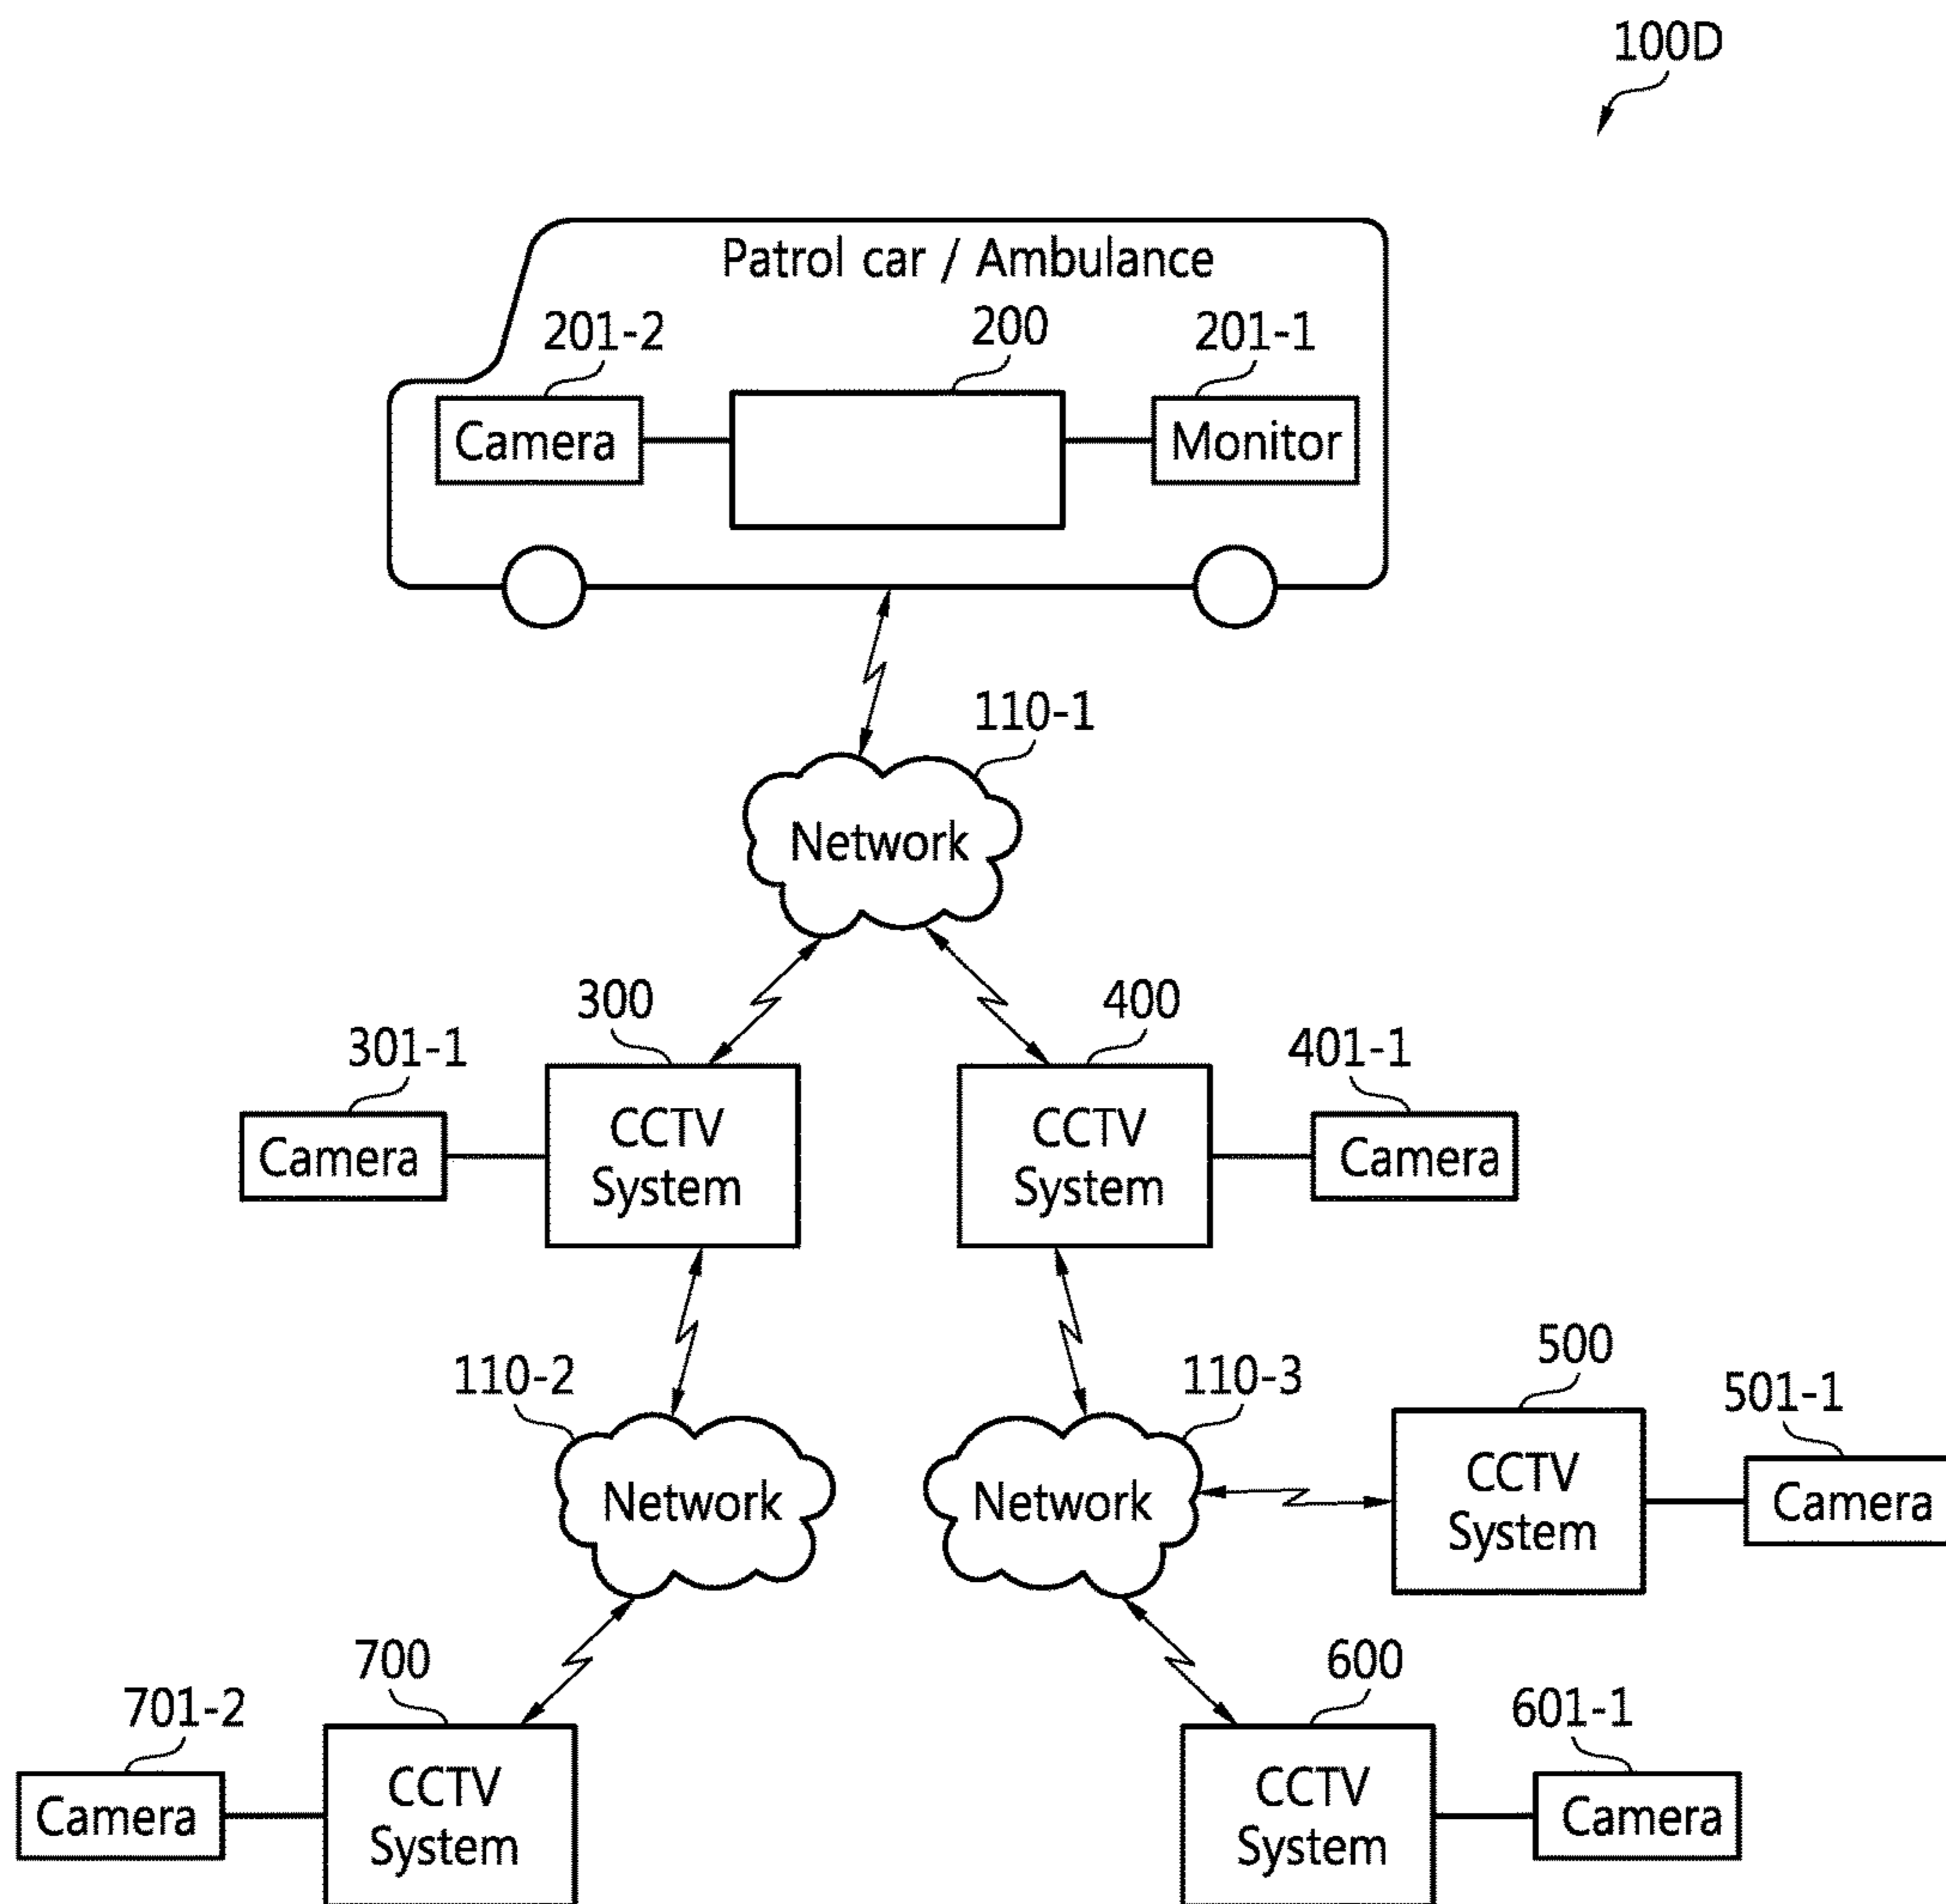 100D
Patrol car / Ambulance
201-2
200
201-1
Camera
Monitor
110-1
Network
300
400
301-1
401-1
CCTV
System
CCTV
System
Camera
Camera
110-2
110-3
500
501-1
Network
Network
CCTV
System
Camera
700
600
701-2
601-1
CCTV
System
CCTV
System
Camera
Camera